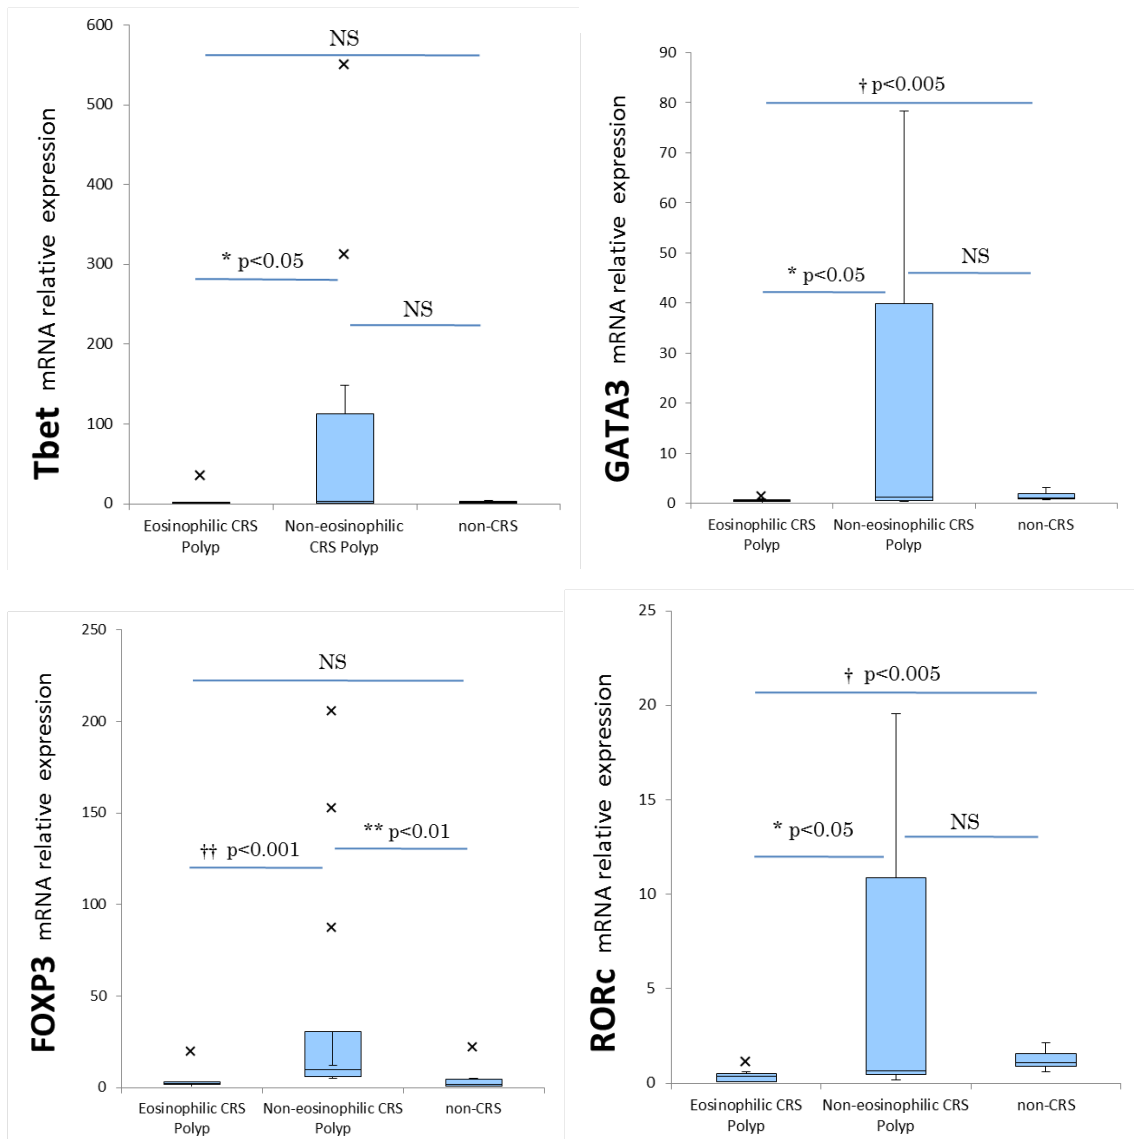 600
500
400
300
200
100
0
Tbet mRNA relative expression
NS
* p<0.05
NS
Eosinophilic CRS
Polyp
Non-eosinophilic
CRS Polyp
non-CRS
90
80
70
60
50
40
30
20
10
0
GATA3 mRNA relative expression
† p<0.005
* p<0.05
NS
Eosinophilic CRS
Polyp
Non-eosinophilic CRS
Polyp
non-CRS
250
200
150
100
50
0
FOXP3 mRNA relative expression
NS
†† p<0.001
** p<0.01
Eosinophilic CRS
Polyp
Non-eosinophilic CRS
Polyp
non-CRS
25
20
15
10
5
0
RORc mRNA relative expression
† p<0.005
* p<0.05
NS
Eosinophilic CRS
Polyp
Non-eosinophilic CRS
Polyp
non-CRS